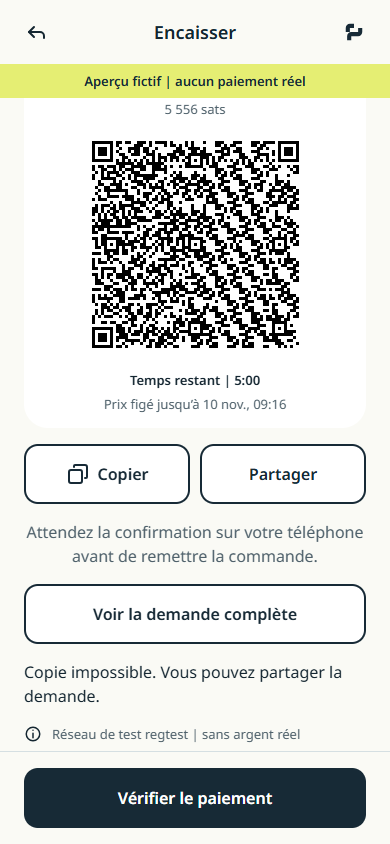 Encaisser
Aperçu fictif | aucun paiement réel
5 556 sats
Temps restant | 5:00
Prix figé jusqu'à 10 nov., 09:16
Copier
Partager
Attendez la confirmation sur votre téléphone
avant de remettre la commande.
Voir la demande complète
Copie impossible. Vous pouvez partager la
demande.
Réseau de test regtest | sans argent réel
Vérifier le paiement